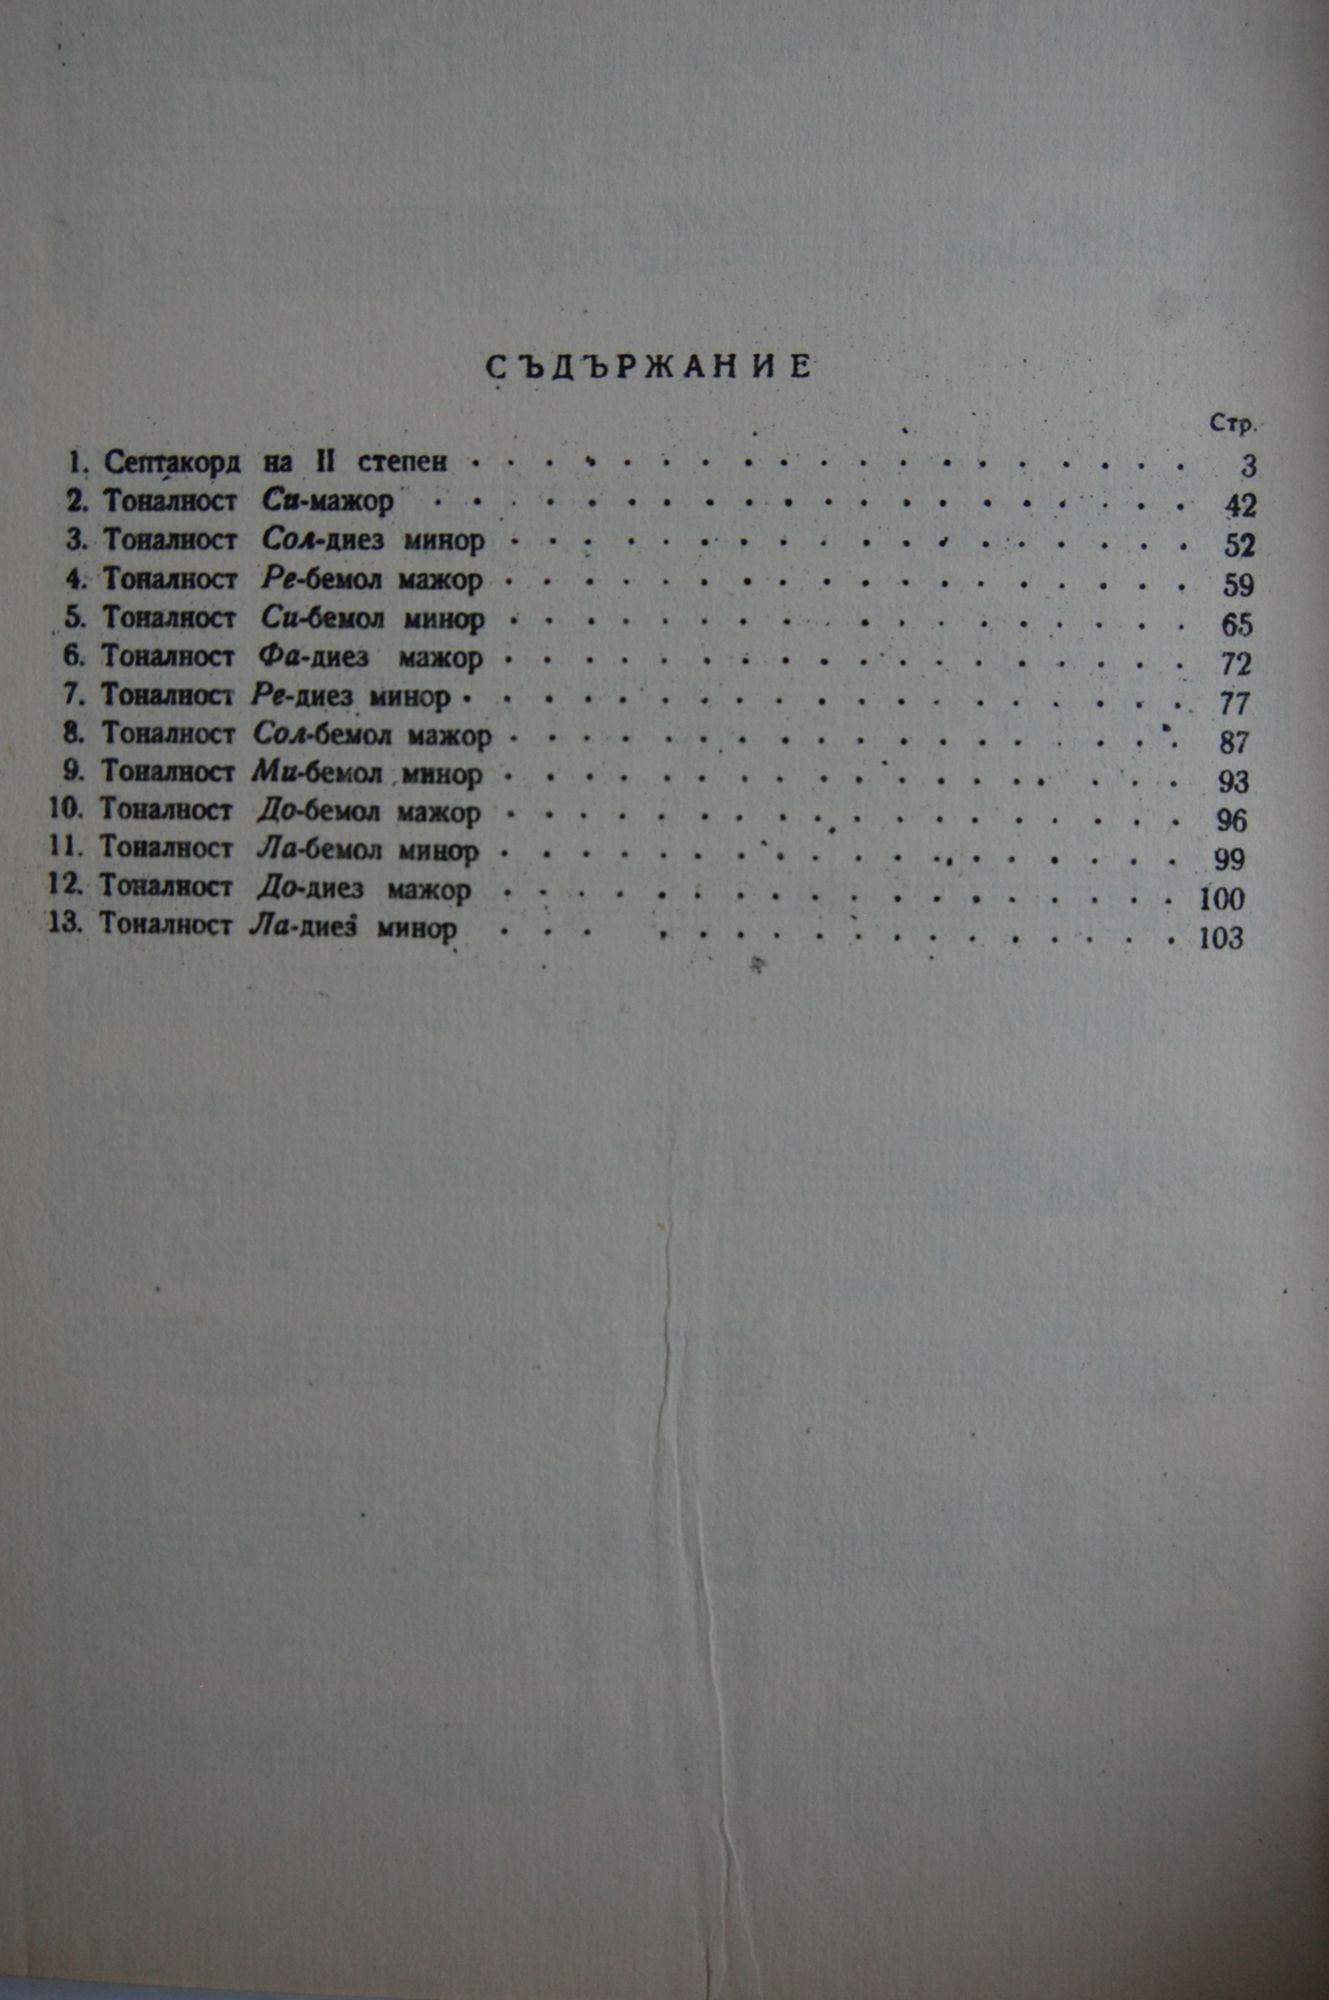 СЪДЪРЖАНИЕ
Стр.
1. Септакорд на II степен . . . . . . . . . . . . . . . . . . . 3
2. Тоналност Си-мажор . . . . . . . . . . . . . . . . . . . . 42
3. Тоналност Сол-диез минор . . . . . . . . . . . . . . . . . . 52
4. Тоналност Ре-бемол мажор . . . . . . . . . . . . . . . . . . 59
5. Тоналност Си-бемол минор . . . . . . . . . . . . . . . . . . 65
6. Тоналност Фа-диез мажор . . . . . . . . . . . . . . . . . . 72
7. Тоналност Ре-диез минор . . . . . . . . . . . . . . . . . . . 77
8. Тоналност Сол-бемол мажор . . . . . . . . . . . . . . . . . . 87
9. Тоналност Ми-бемол минор . . . . . . . . . . . . . . . . . . 93
10. Тоналност До-бемол мажор . . . . . . . . . . . . . . . . . . 96
11. Тоналност Ла-бемол минор . . . . . . . . . . . . . . . . . . 99
12. Тоналност До-диез мажор . . . . . . . . . . . . . . . . . . 100
13. Тоналност Ла-диез минор . . . . . . . . . . . . . . . . . 103